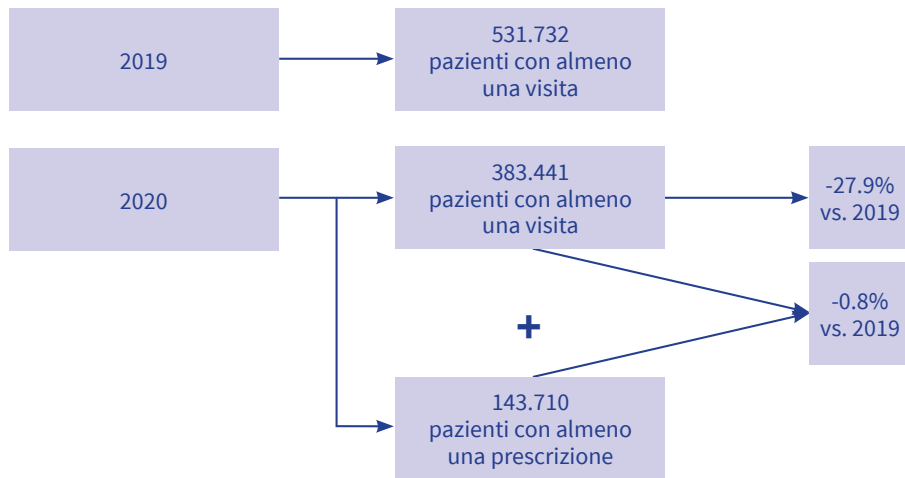 2019
531.732
pazienti con almeno
una visita
2020
383.441
pazienti con almeno
una visita
-27.9%
vs. 2019
-0.8%
vs. 2019
+
143.710
pazienti con almeno
una prescrizione